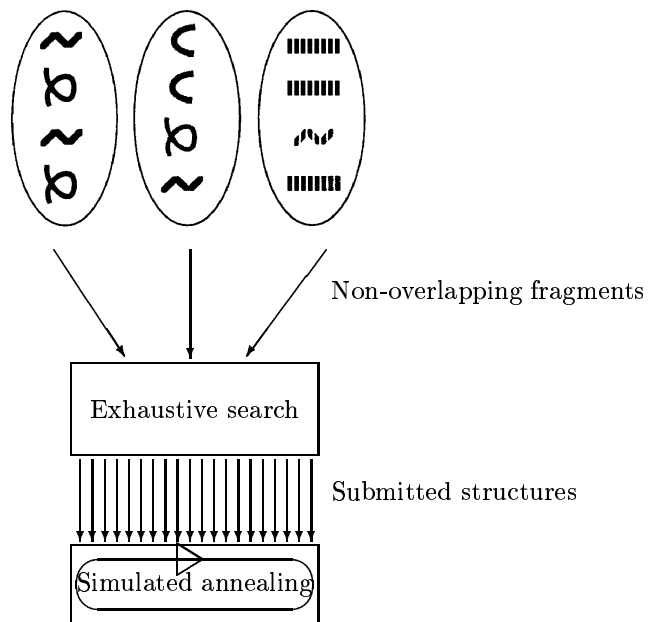 Non-overlapping fragments
Exhaustive search
Submitted structures
Simulated annealing